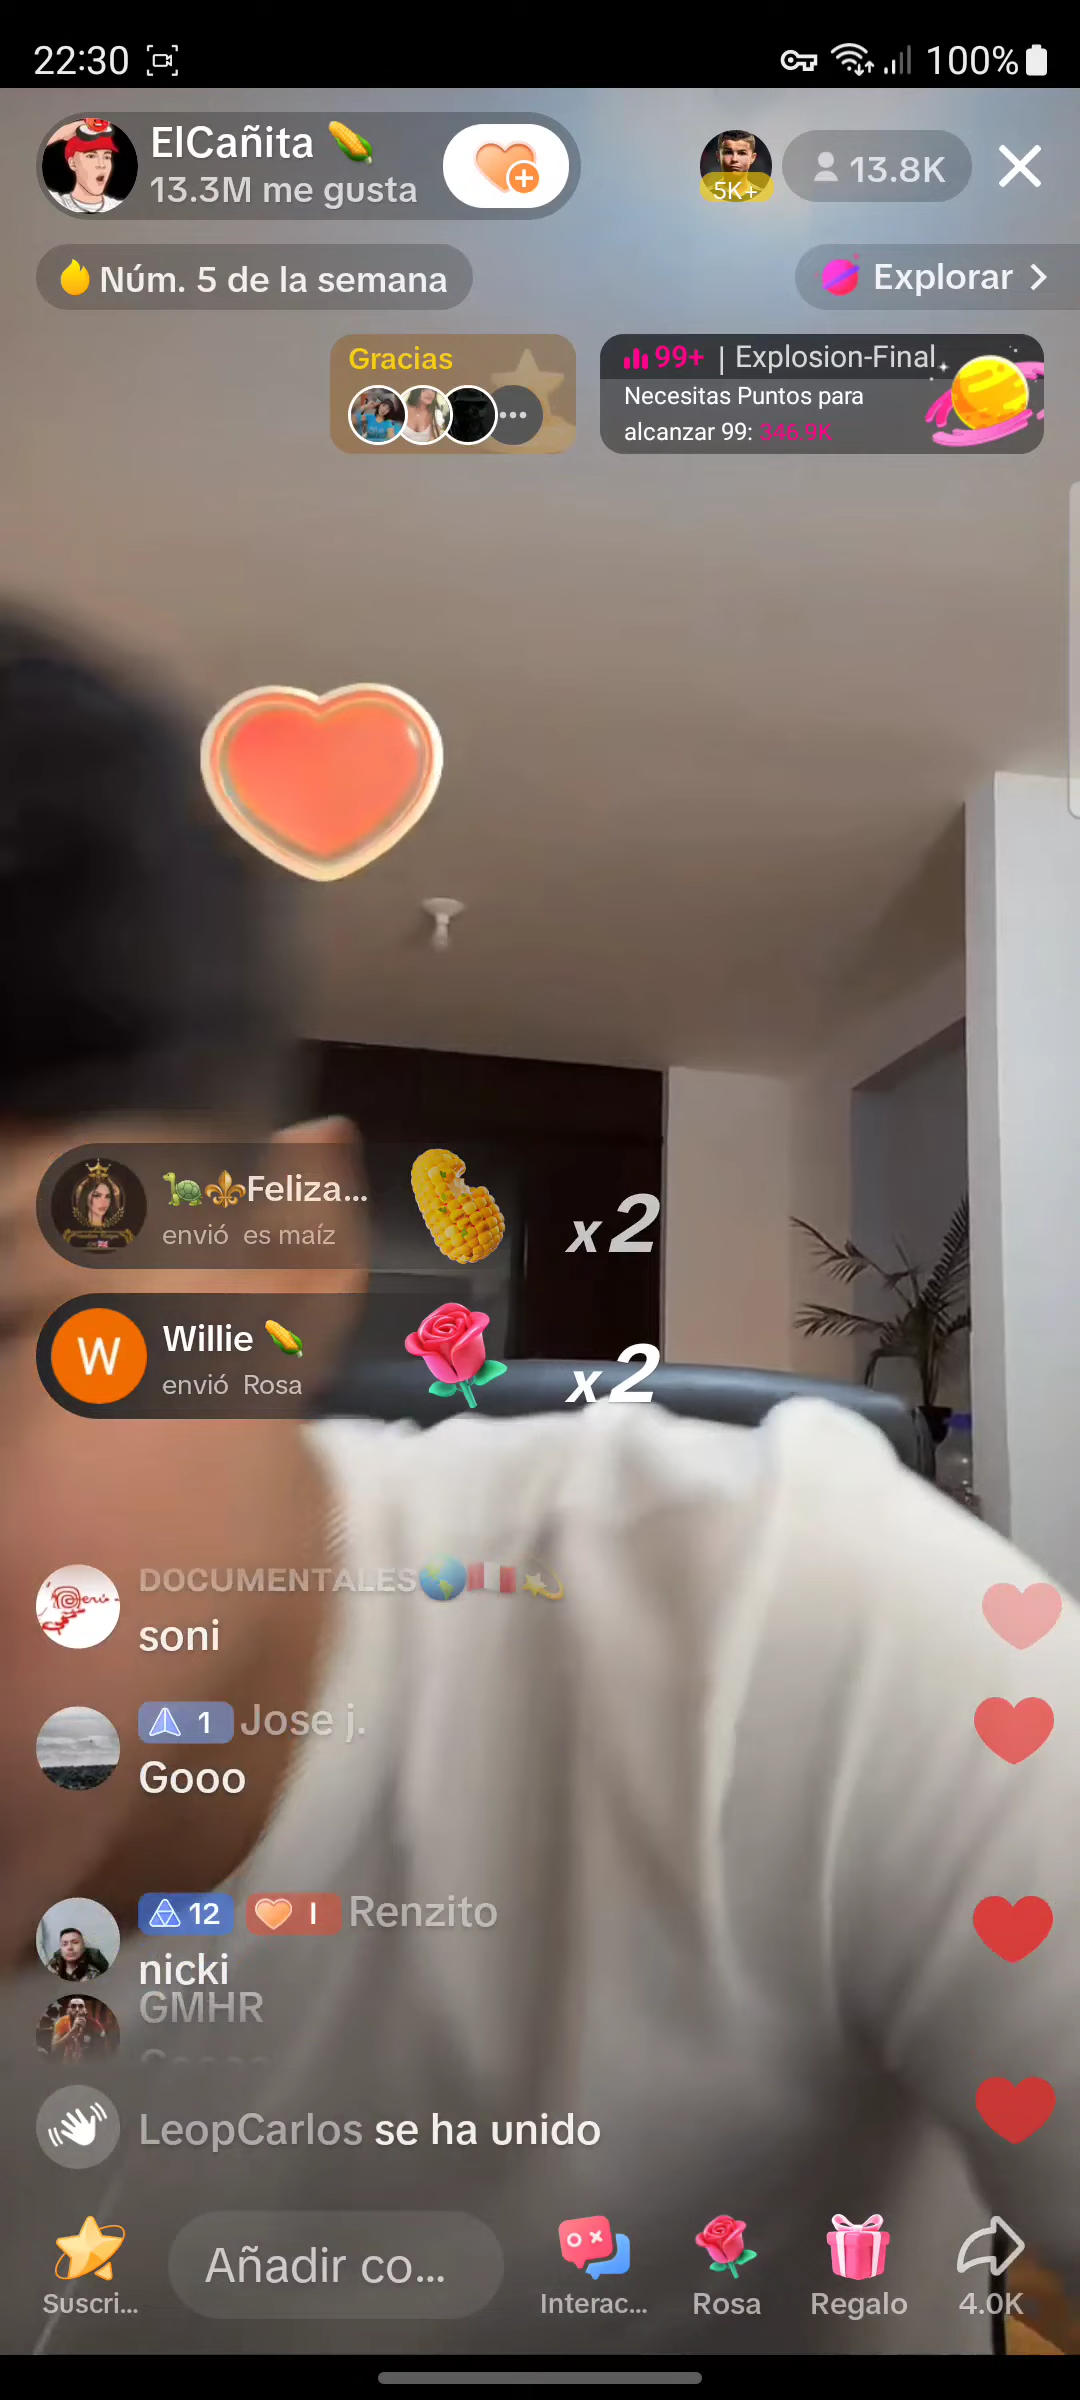 22:30
100%
ElCañita 🌽
13.3M me gusta
5K+
13.8K
Núm. 5 de la semana
Explorar
Gracias
99+ | Explosion-Final
Necesitas Puntos para
alcanzar 99: 346.9K
🐢⚜️Feliza...
envió es maíz
x2
W
Willie 🌽
envió Rosa
x2
DOCUMENTALES🌎🇵🇪💫
soni
1 Jose j.
Gooo
12 I Renzito
nicki
GMHR
LeopCarlos se ha unido
Suscri...
Añadir co...
Interac...
Rosa
Regalo
4.0K